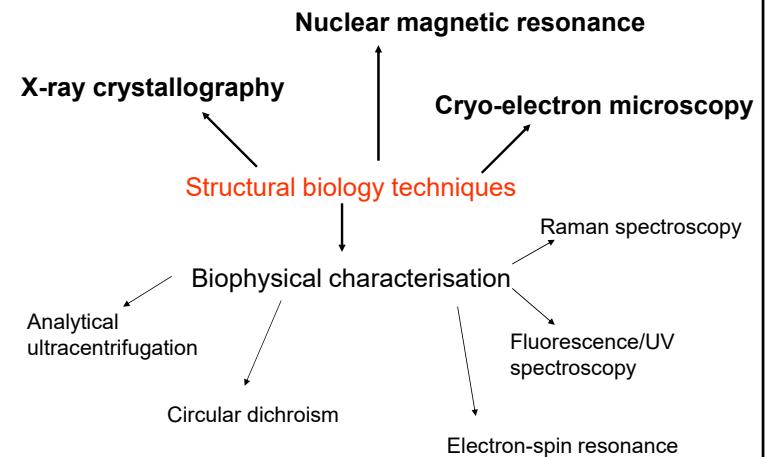 Nuclear magnetic resonance
X-ray crystallography
Cryo-electron microscopy
Structural biology techniques
Raman spectroscopy
Biophysical characterisation
Analytical
ultracentrifugation
Fluorescence/UV
spectroscopy
Circular dichroism
Electron-spin resonance